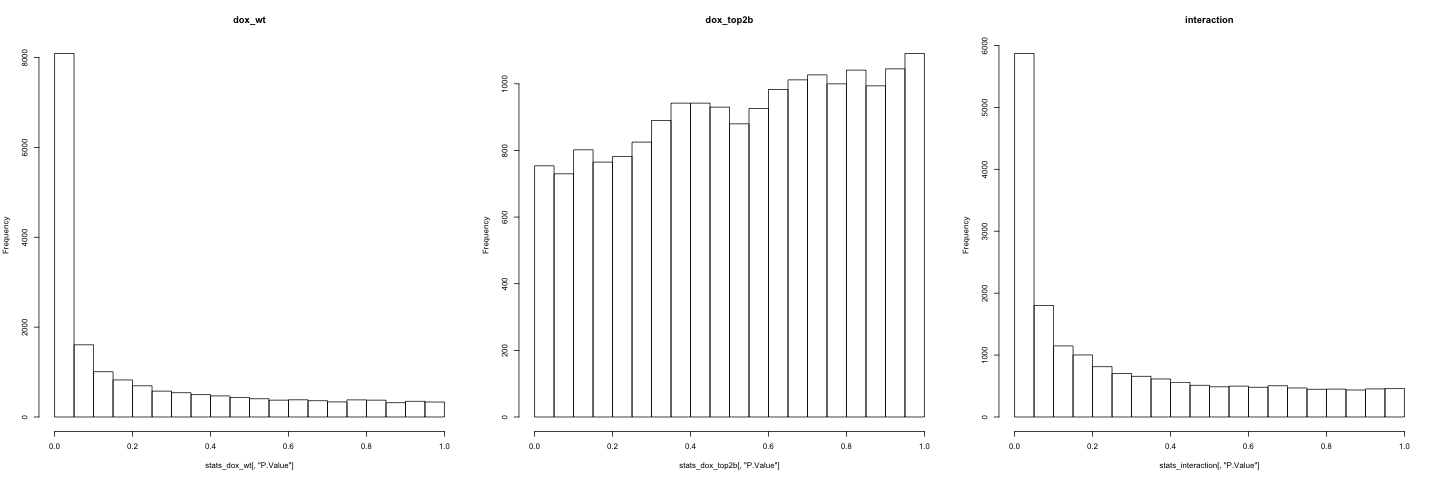 dox_wt
Frequency
8000
6000
4000
2000
0
0.0 0.2 0.4 0.6 0.8 1.0
stats_dox_wt[, "P.Value"]
dox_top2b
Frequency
1000
800
600
400
200
0
0.0 0.2 0.4 0.6 0.8 1.0
stats_dox_top2b[, "P.Value"]
interaction
Frequency
6000
5000
4000
3000
2000
1000
0
0.0 0.2 0.4 0.6 0.8 1.0
stats_interaction[, "P.Value"]